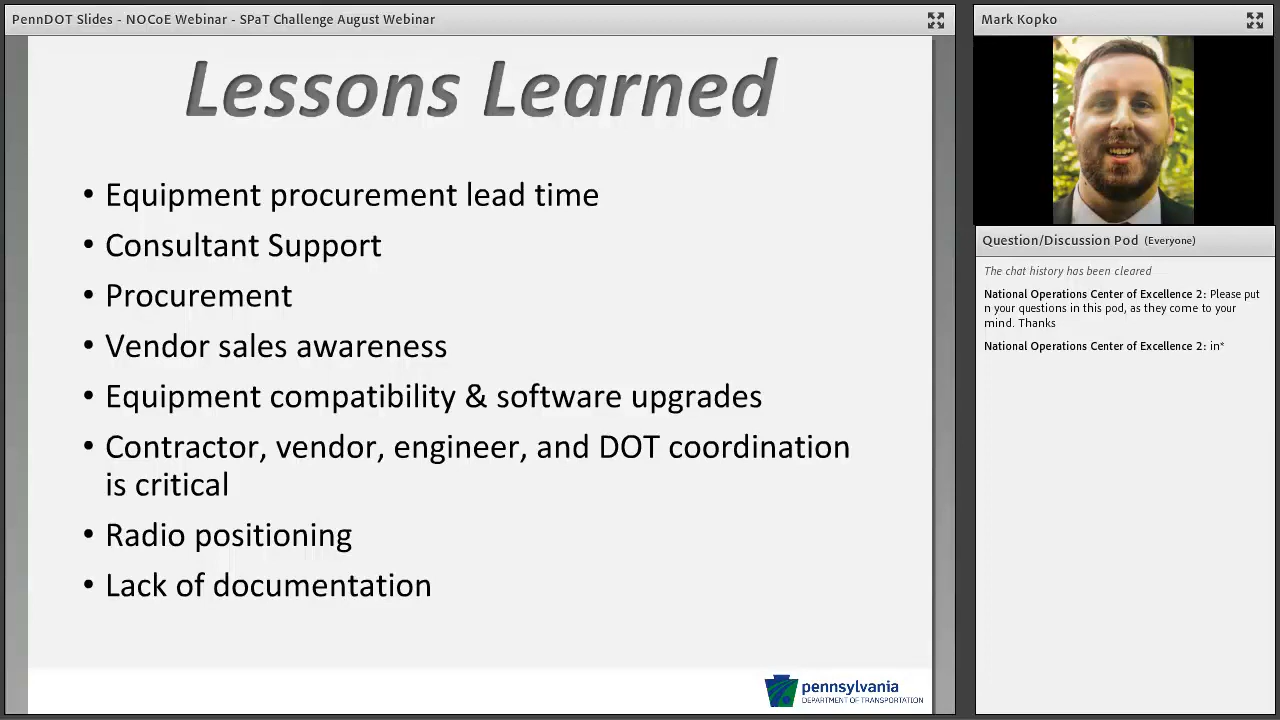 PennDOT Slides - NOCoE Webinar - SPaT Challenge August Webinar
Lessons Learned
• Equipment procurement lead time
• Consultant Support
• Procurement
• Vendor sales awareness
• Equipment compatibility & software upgrades
• Contractor, vendor, engineer, and DOT coordination
is critical
• Radio positioning
• Lack of documentation
pennsylvania
DEPARTMENT OF TRANSPORTATION
Mark Kopko
Question/Discussion Pod (Everyone)
The chat history has been cleared
National Operations Center of Excellence 2: Please put
n your questions in this pod, as they come to your
mind. Thanks
National Operations Center of Excellence 2: in*